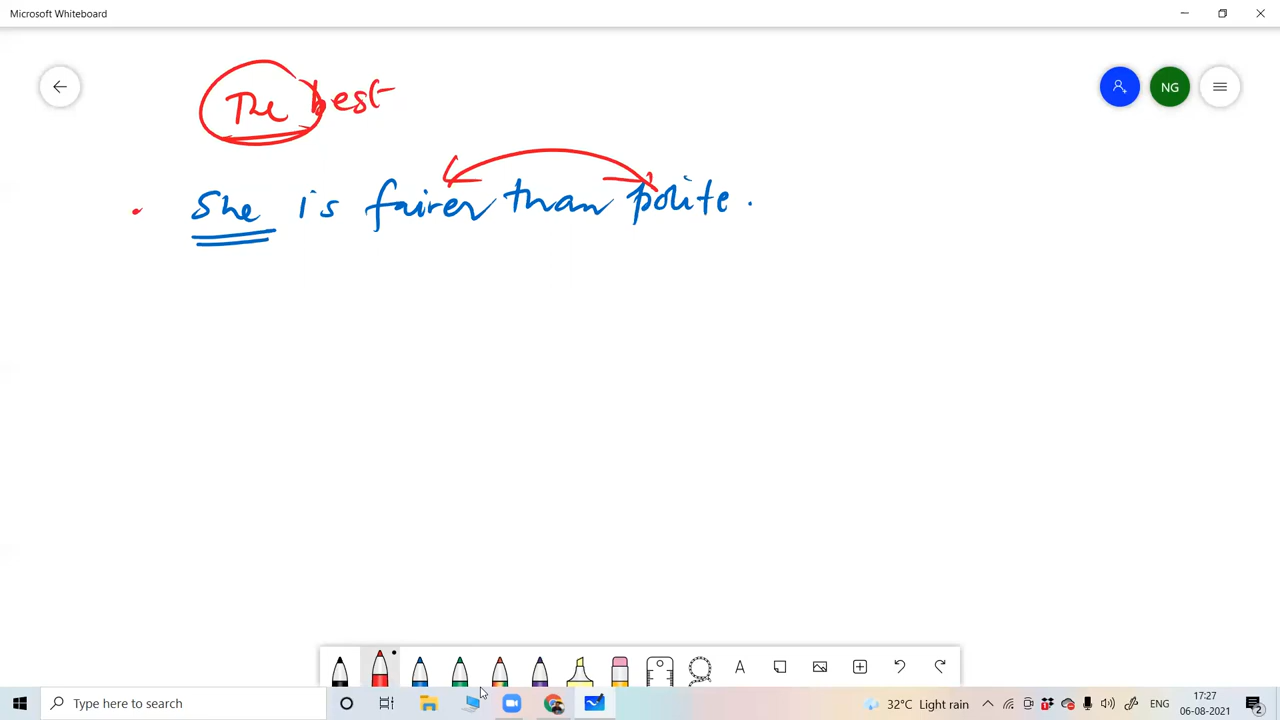 Microsoft Whiteboard
The best
NG
She is fairer than polite.
A
Type here to search
32°C Light rain
ENG
17:27
06-08-2021
2